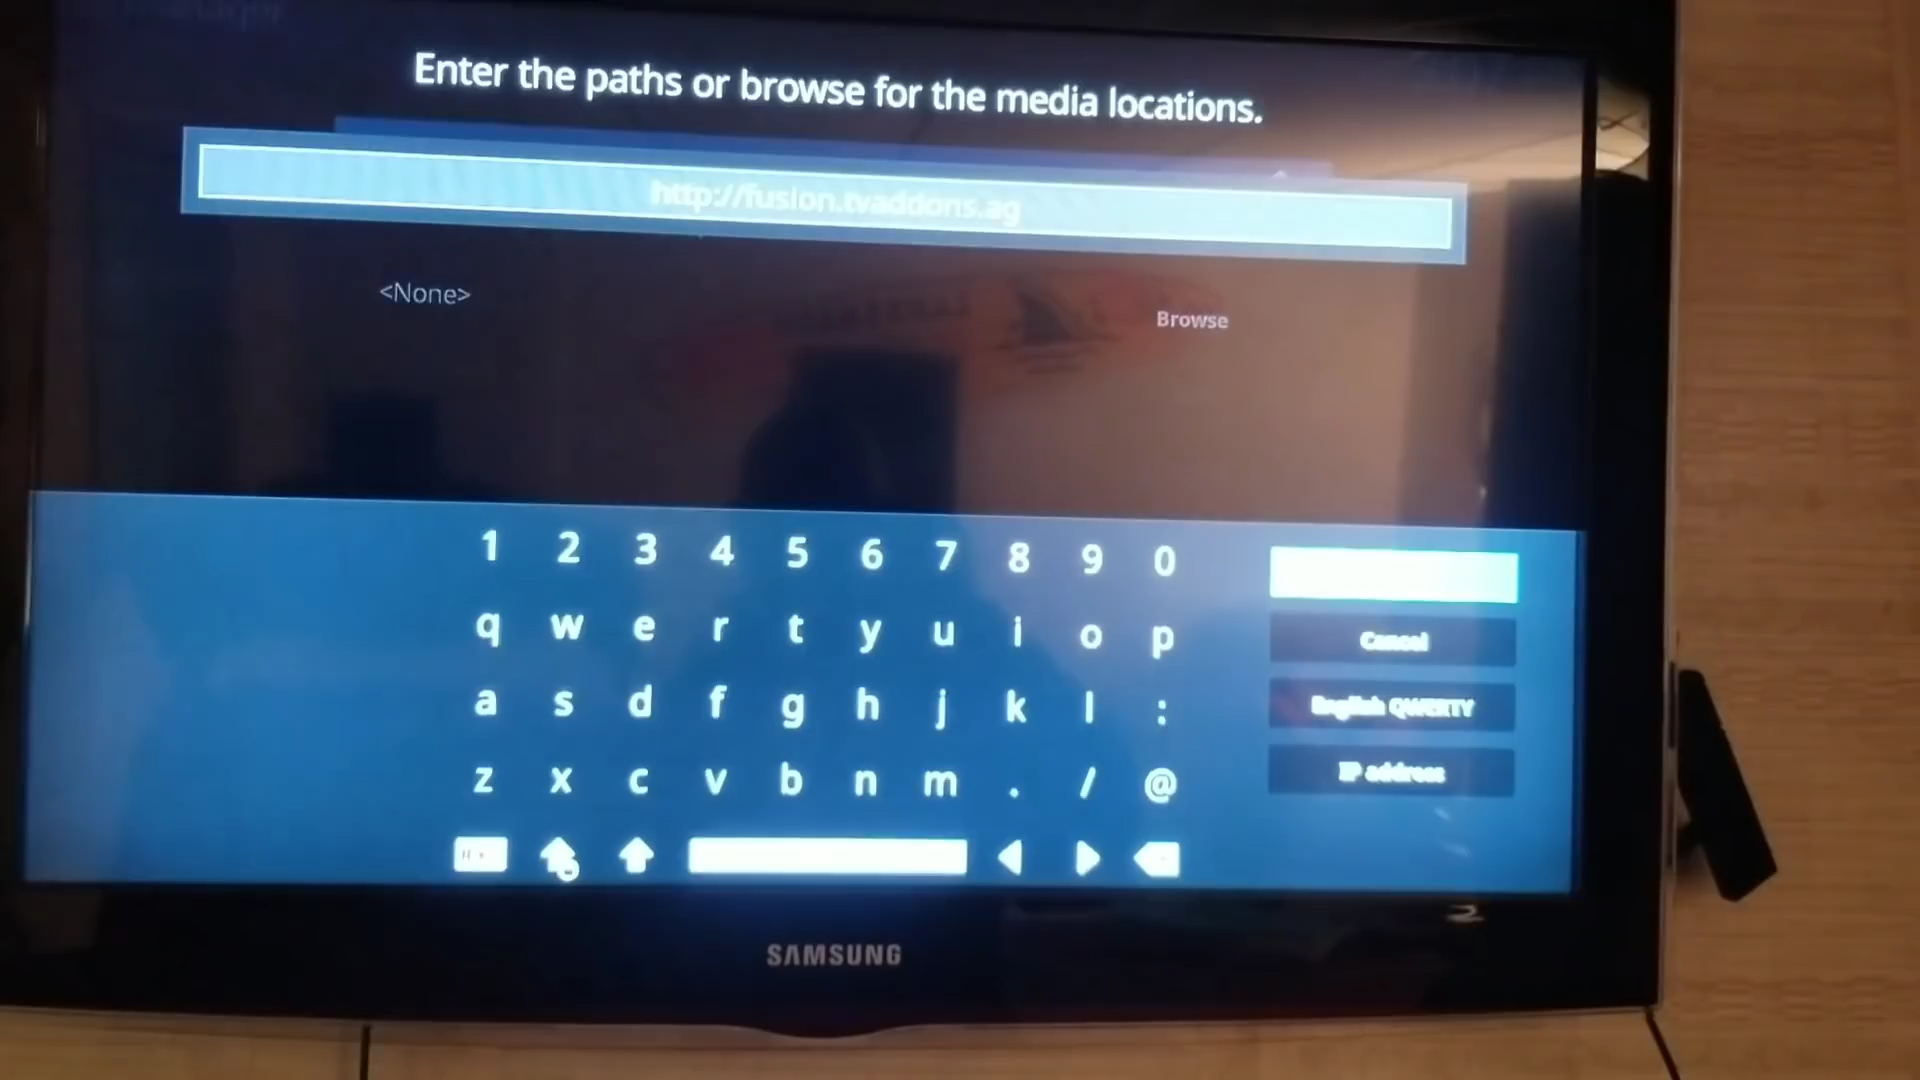 Enter the paths or browse for the media locations.
http://fusion.tvaddons.ag
<None>
Browse
1 2 3 4 5 6 7 8 9 0
q w e r t y u i o p
Cancel
a s d f g h j k l :
English QWERTY
z x c v b n m . / @
IP address
SAMSUNG